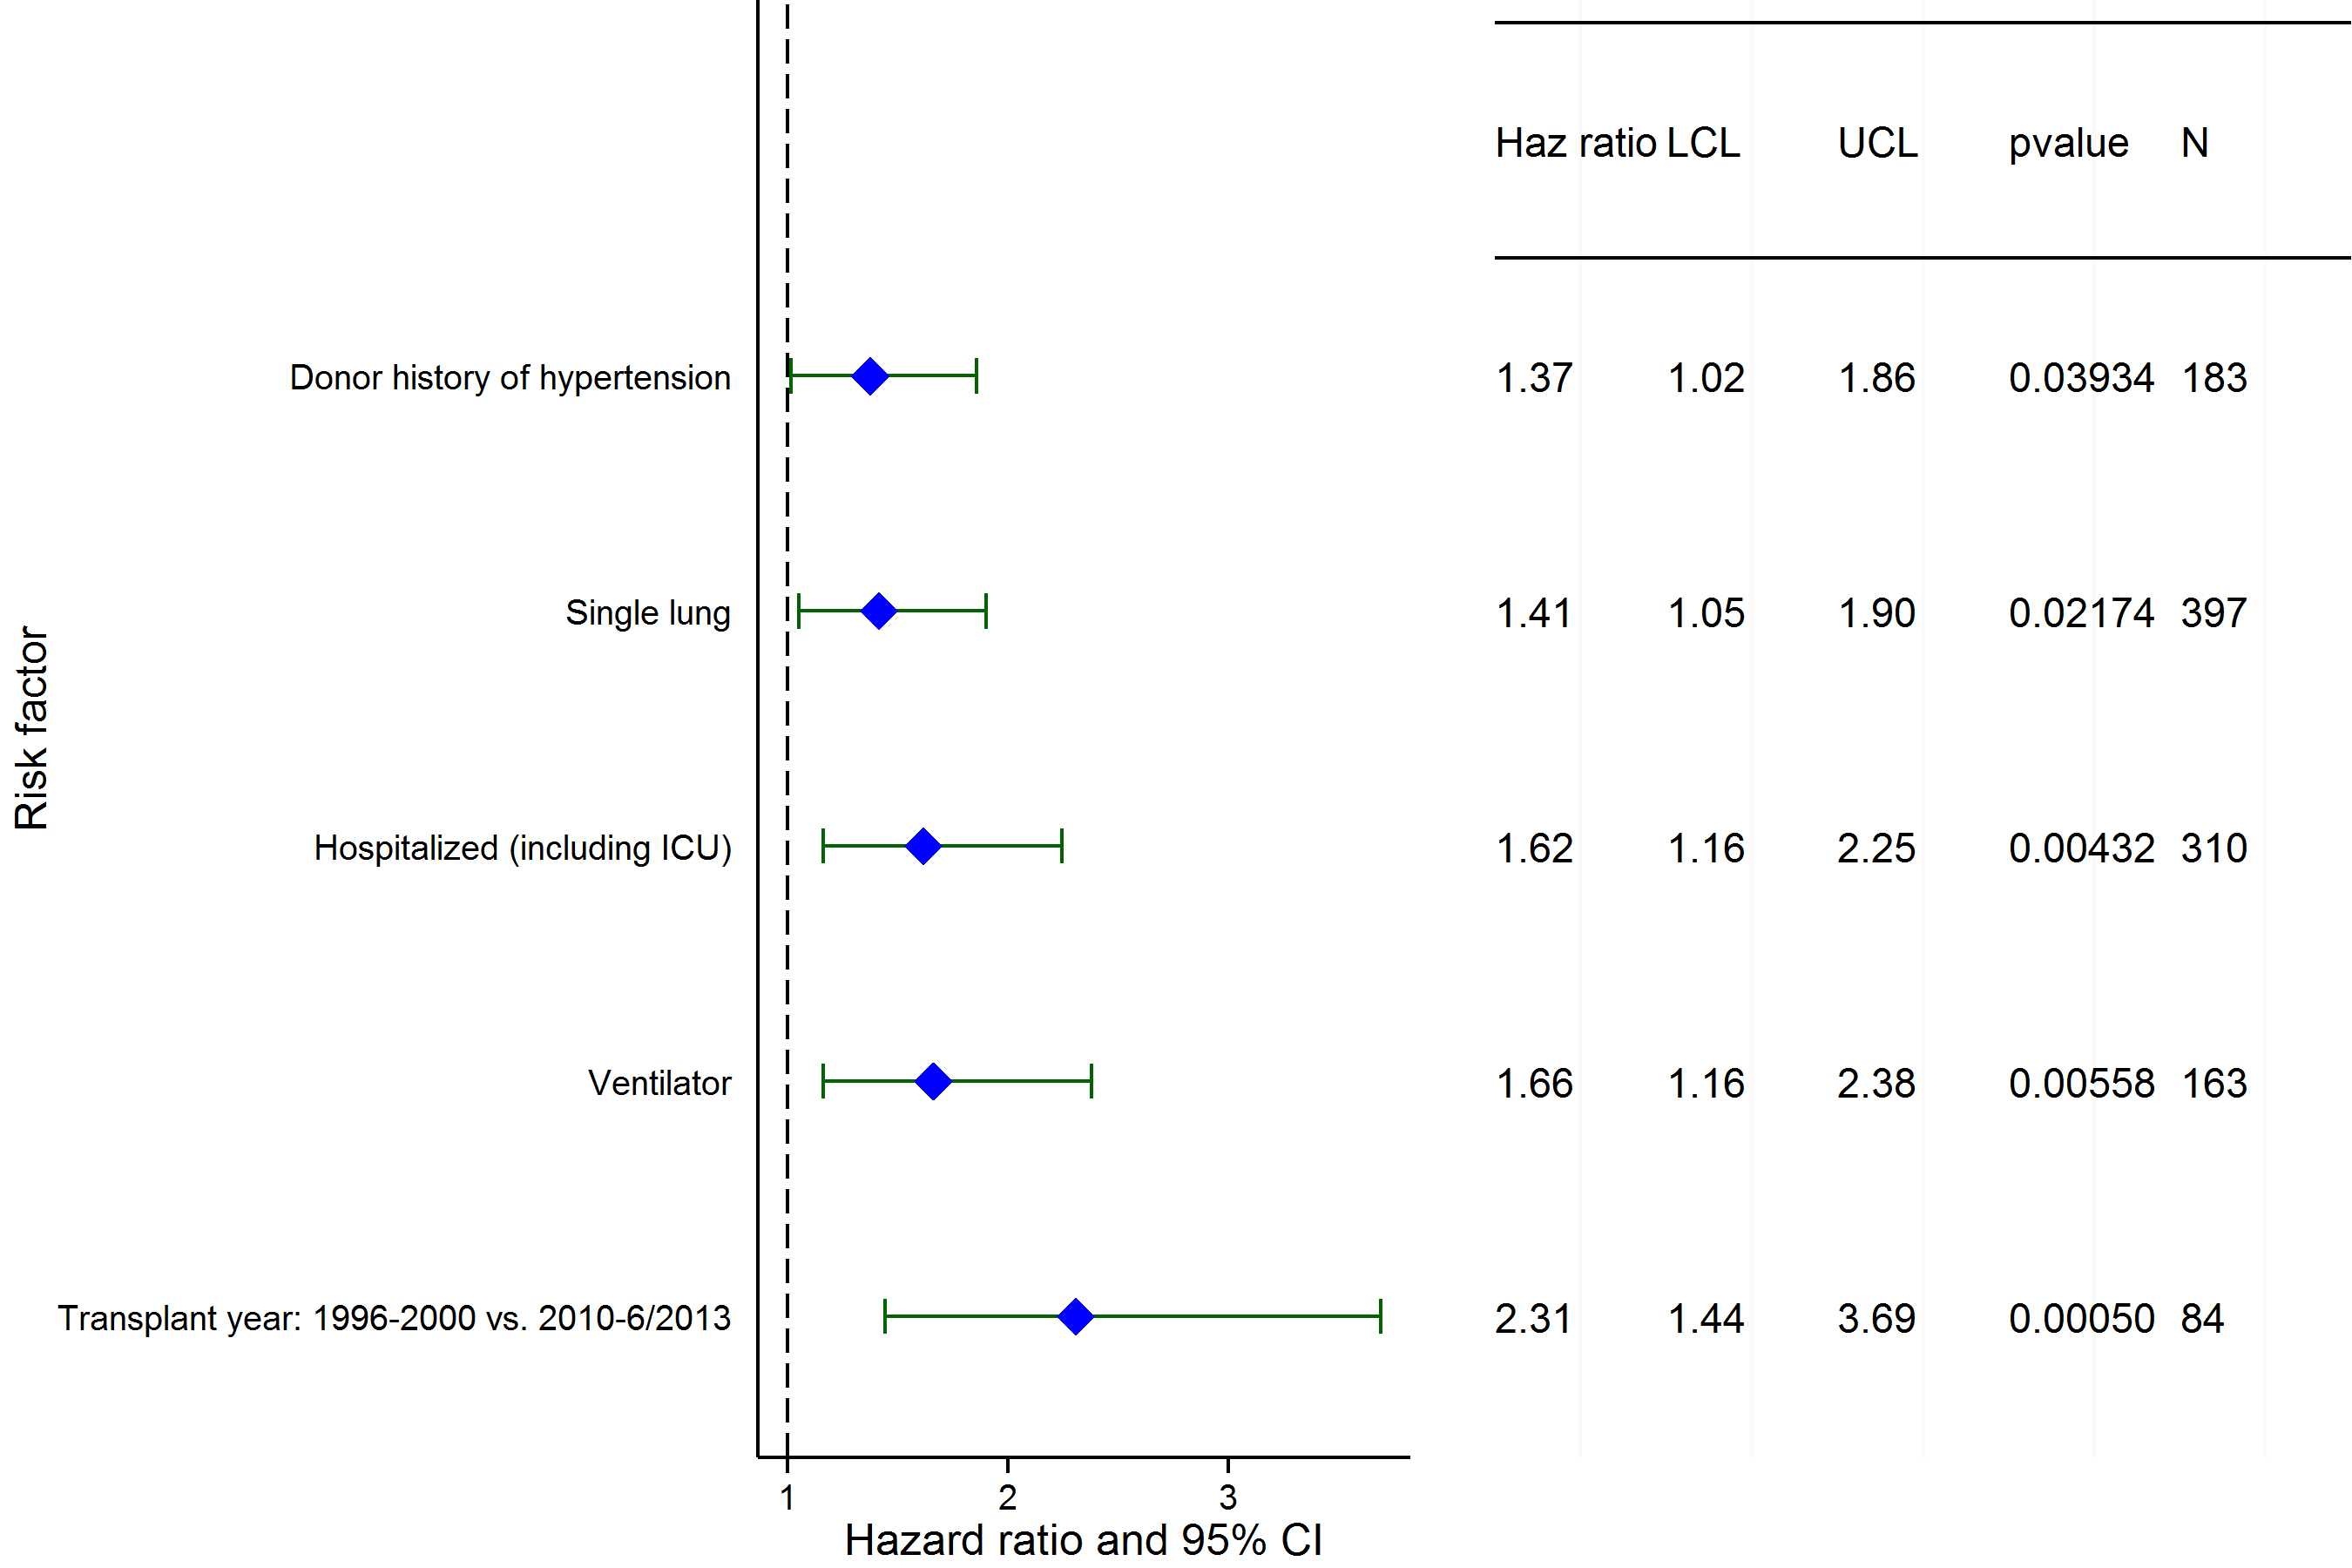 Haz ratio LCL UCL pvalue N
Donor history of hypertension 1.37 1.02 1.86 0.03934 183
Single lung 1.41 1.05 1.90 0.02174 397
Risk factor
Hospitalized (including ICU) 1.62 1.16 2.25 0.00432 310
Ventilator 1.66 1.16 2.38 0.00558 163
Transplant year: 1996-2000 vs. 2010-6/2013 2.31 1.44 3.69 0.00050 84
1 2 3
Hazard ratio and 95% CI